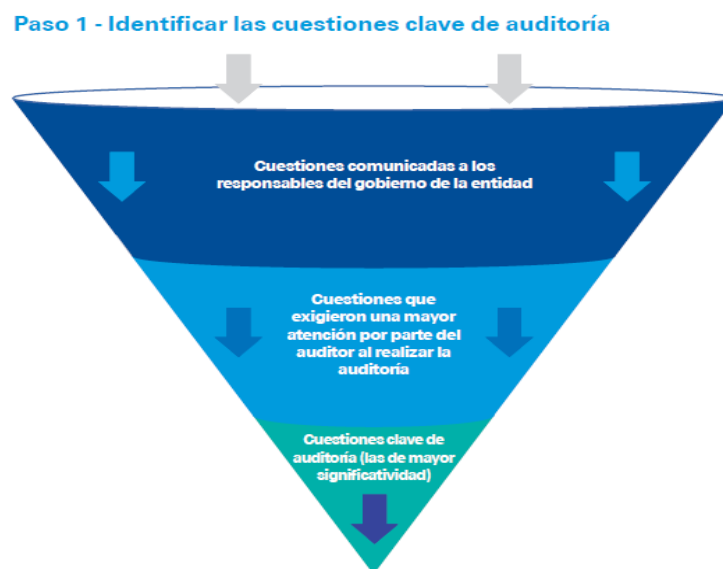 Paso 1 - Identificar las cuestiones clave de auditoría
Cuestiones comunicadas a los
responsables del gobierno de la entidad
Cuestiones que
exigieron una mayor
atención por parte del
auditor al realizar la
auditoría
Cuestiones clave de
auditoría (las de mayor
significatividad)